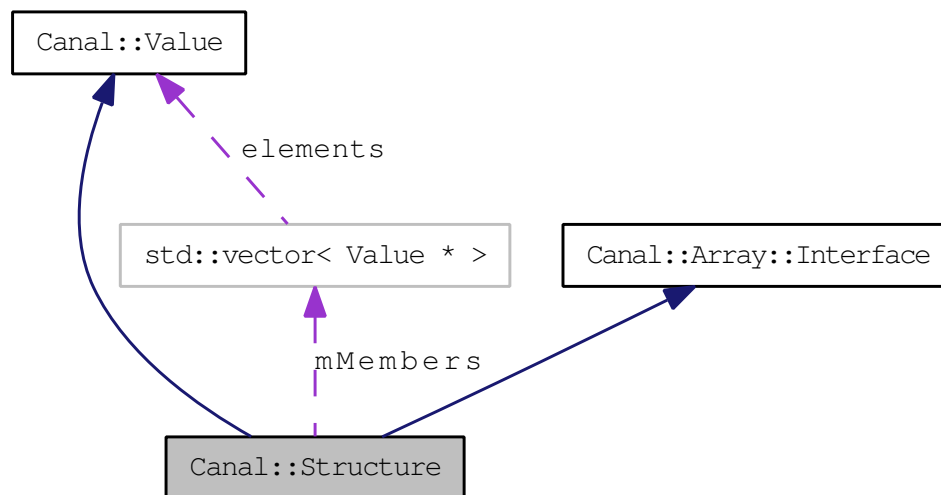 Canal::Value
elements
std::vector< Value * >
Canal::Array::Interface
mMembers
Canal::Structure